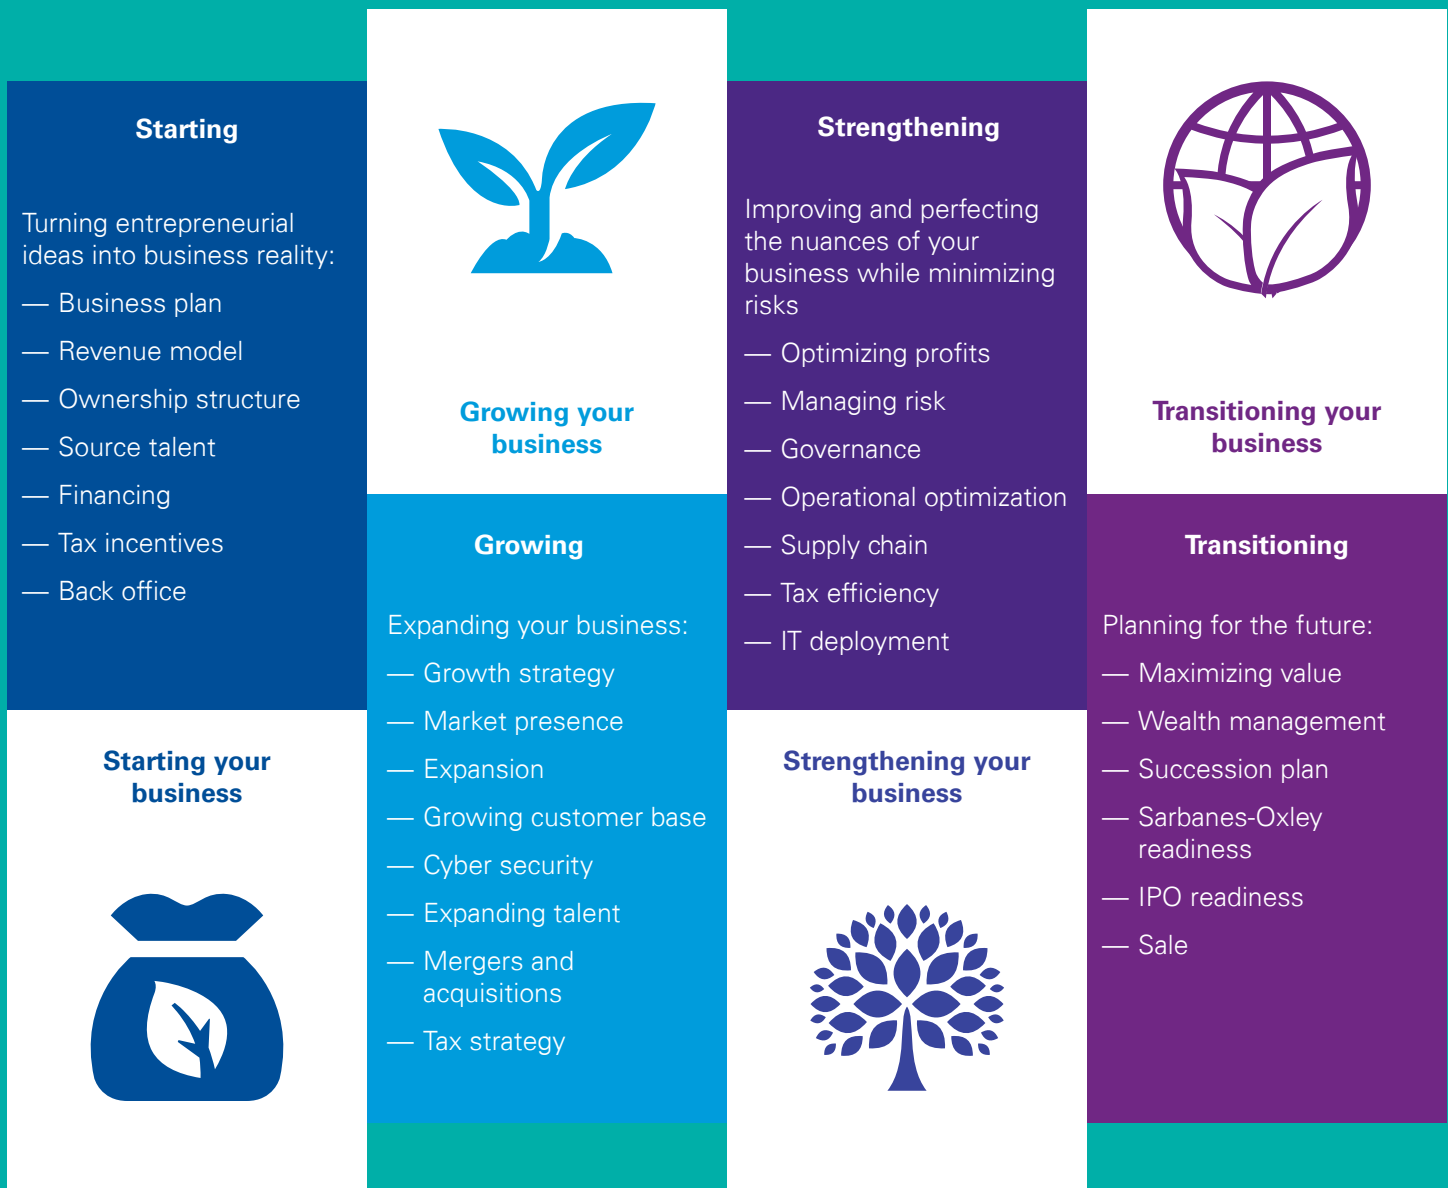 Starting
Turning entrepreneurial
ideas into business reality:
— Business plan
— Revenue model
— Ownership structure
— Source talent
— Financing
— Tax incentives
— Back office
Starting your
business
Growing your
business
Growing
Expanding your business:
— Growth strategy
— Market presence
— Expansion
— Growing customer base
— Cyber security
— Expanding talent
— Mergers and
acquisitions
— Tax strategy
Strengthening
Improving and perfecting
the nuances of your
business while minimizing
risks
— Optimizing profits
— Managing risk
— Governance
— Operational optimization
— Supply chain
— Tax efficiency
— IT deployment
Strengthening your
business
Transitioning your
business
Transitioning
Planning for the future:
— Maximizing value
— Wealth management
— Succession plan
— Sarbanes-Oxley
readiness
— IPO readiness
— Sale